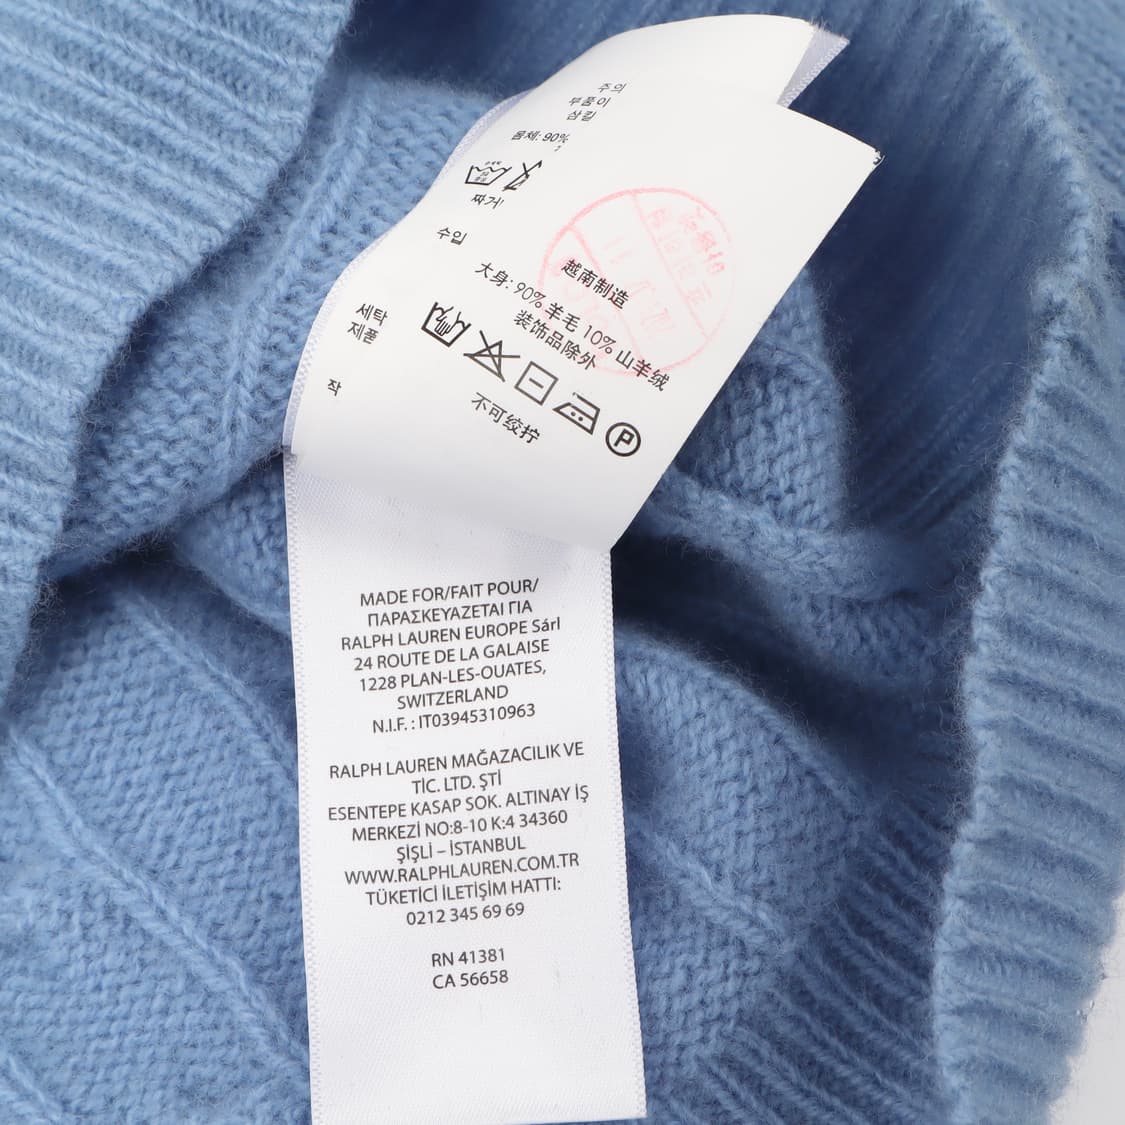 주의
부품이
삼킬
몸체: 90%
짜거
수입
세탁
제품
작
越南制造
大身: 90% 羊毛 10% 山羊绒
装饰品除外
P
不可绞拧
MADE FOR/FAIT POUR/
ΠΑΡΑΣΚΕΥΑΖΕΤΑΙ ΓΙΑ
RALPH LAUREN EUROPE Sárl
24 ROUTE DE LA GALAISE
1228 PLAN-LES-OUATES,
SWITZERLAND
N.I.F. : IT03945310963
RALPH LAUREN MAĞAZACILIK VE
TİC. LTD. ŞTİ
ESENTEPE KASAP SOK. ALTINAY İŞ
MERKEZİ NO:8-10 K:4 34360
ŞİŞLİ – İSTANBUL
WWW.RALPHLAUREN.COM.TR
TÜKETİCİ İLETİŞİM HATTI:
0212 345 69 69
RN 41381
CA 56658